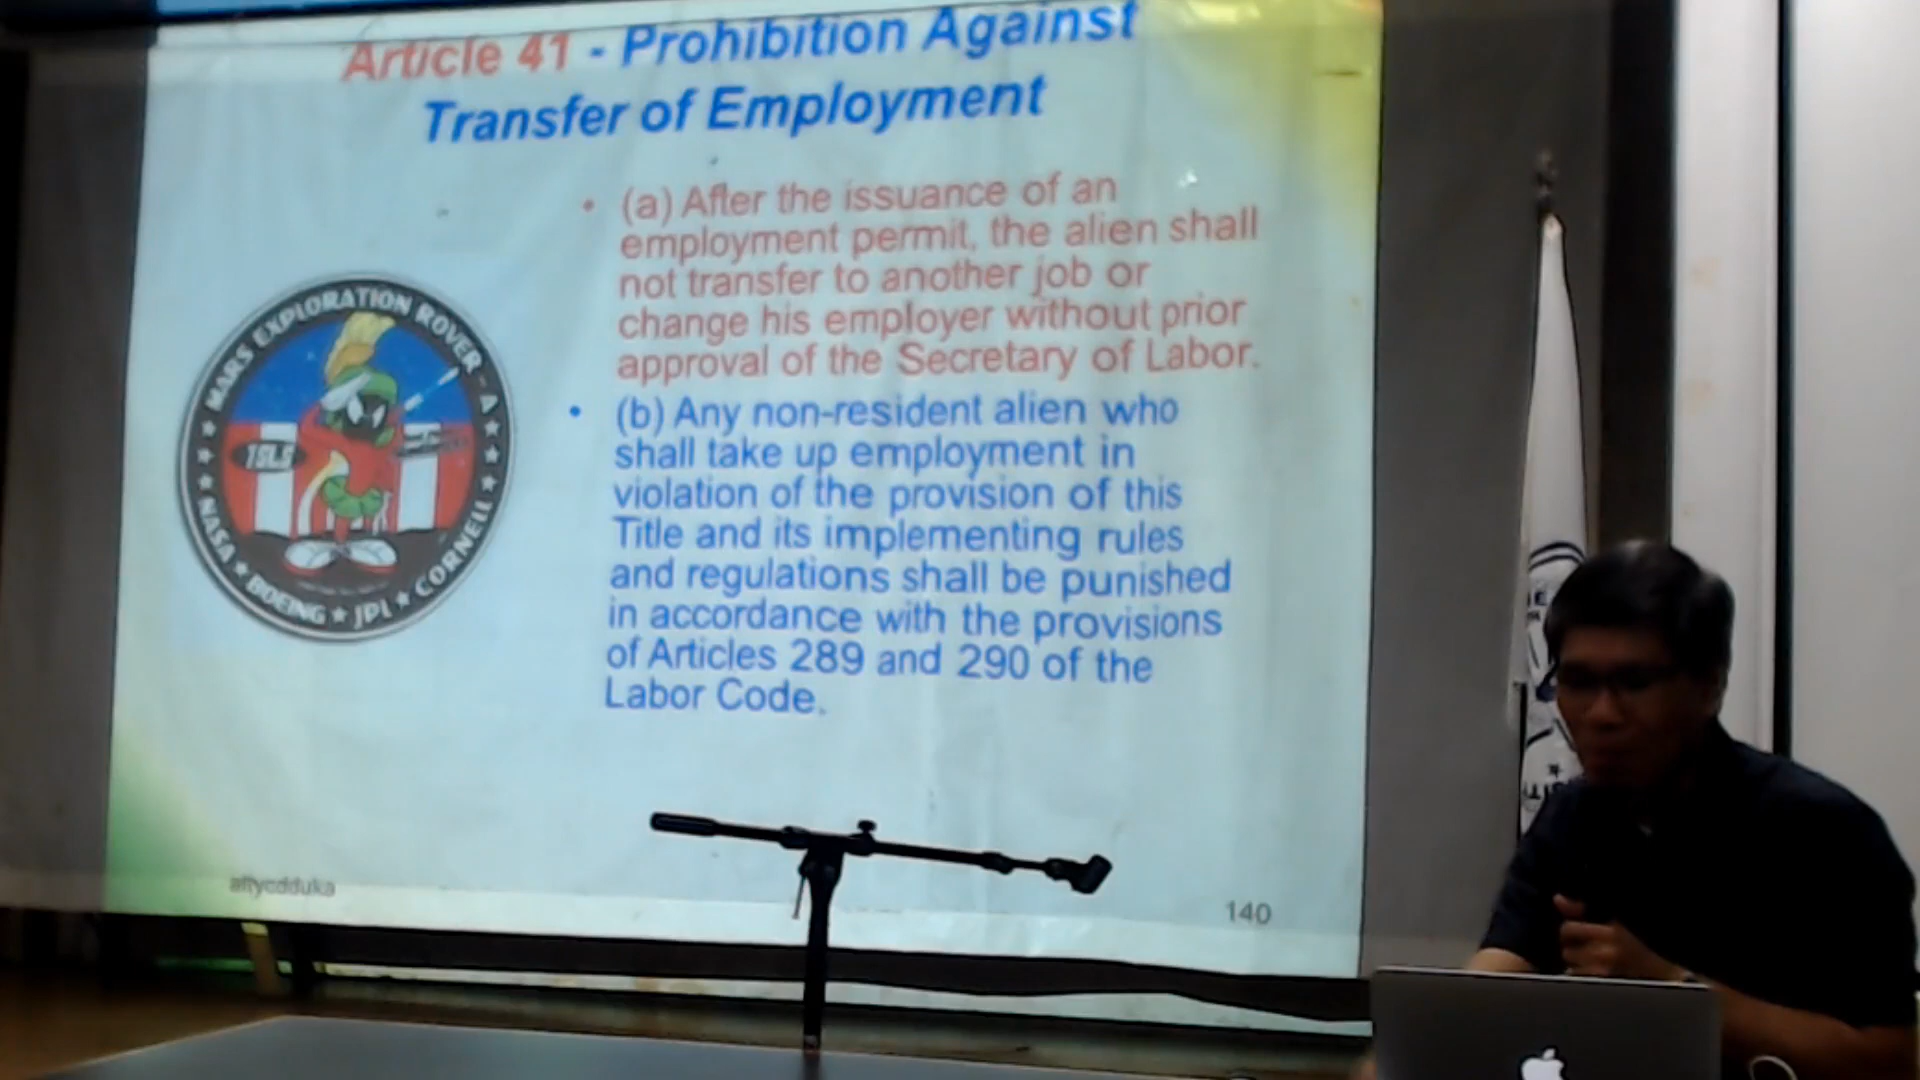 Article 41 - Prohibition Against
Transfer of Employment
• (a) After the issuance of an
employment permit, the alien shall
not transfer to another job or
change his employer without prior
approval of the Secretary of Labor.
• (b) Any non-resident alien who
shall take up employment in
violation of the provision of this
Title and its implementing rules
and regulations shall be punished
in accordance with the provisions
of Articles 289 and 290 of the
Labor Code.
MARS EXPLORATION ROVER - A
NASA ★ BOEING ★ JPL ★ CORNELL
attycdduka
140